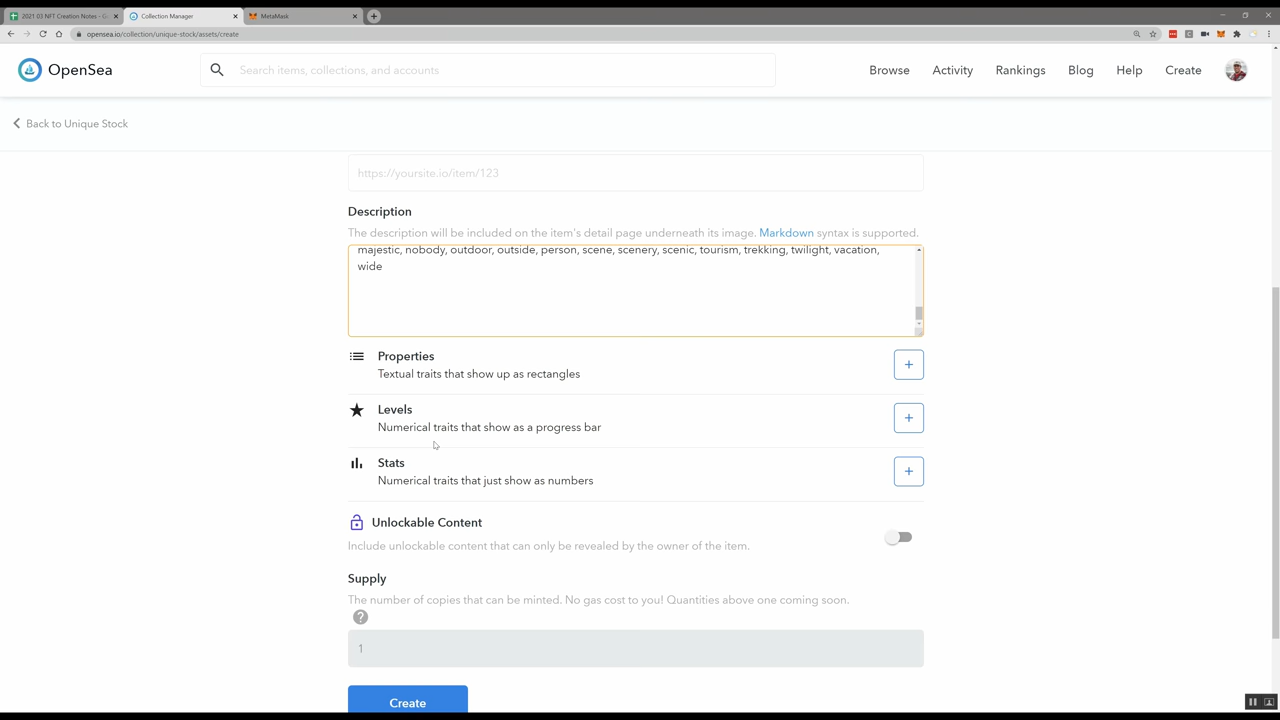 2021 03 NFT Creation Notes - G
Collection Manager
MetaMask
opensea.io/collection/unique-stock/assets/create
OpenSea
Search items, collections, and accounts
Browse
Activity
Rankings
Blog
Help
Create
Back to Unique Stock
https://yoursite.io/item/123
Description
The description will be included on the item's detail page underneath its image. Markdown syntax is supported.
majestic, nobody, outdoor, outside, person, scene, scenery, scenic, tourism, trekking, twilight, vacation,
wide
Properties
Textual traits that show up as rectangles
+
Levels
Numerical traits that show as a progress bar
+
Stats
Numerical traits that just show as numbers
+
Unlockable Content
Include unlockable content that can only be revealed by the owner of the item.
Supply
The number of copies that can be minted. No gas cost to you! Quantities above one coming soon.
?
1
Create